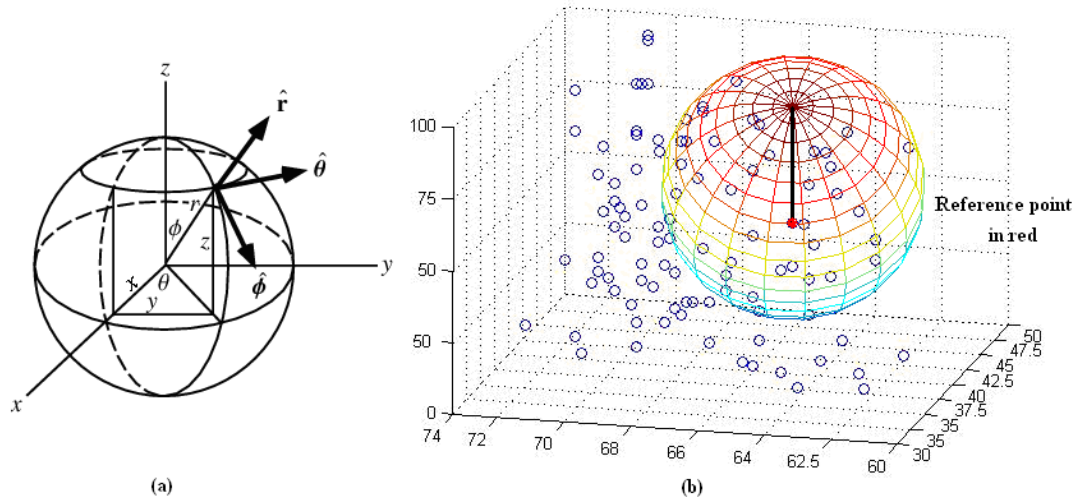 z
r̂
θ̂
r
ϕ
z
x
θ
y
ϕ̂
y
x
(a)
100
75
50
50
0
74
72
70
68
66
64
62.5
60
30
35
37.5
40
42.5
45
47.5
50
Reference point
in red
(b)